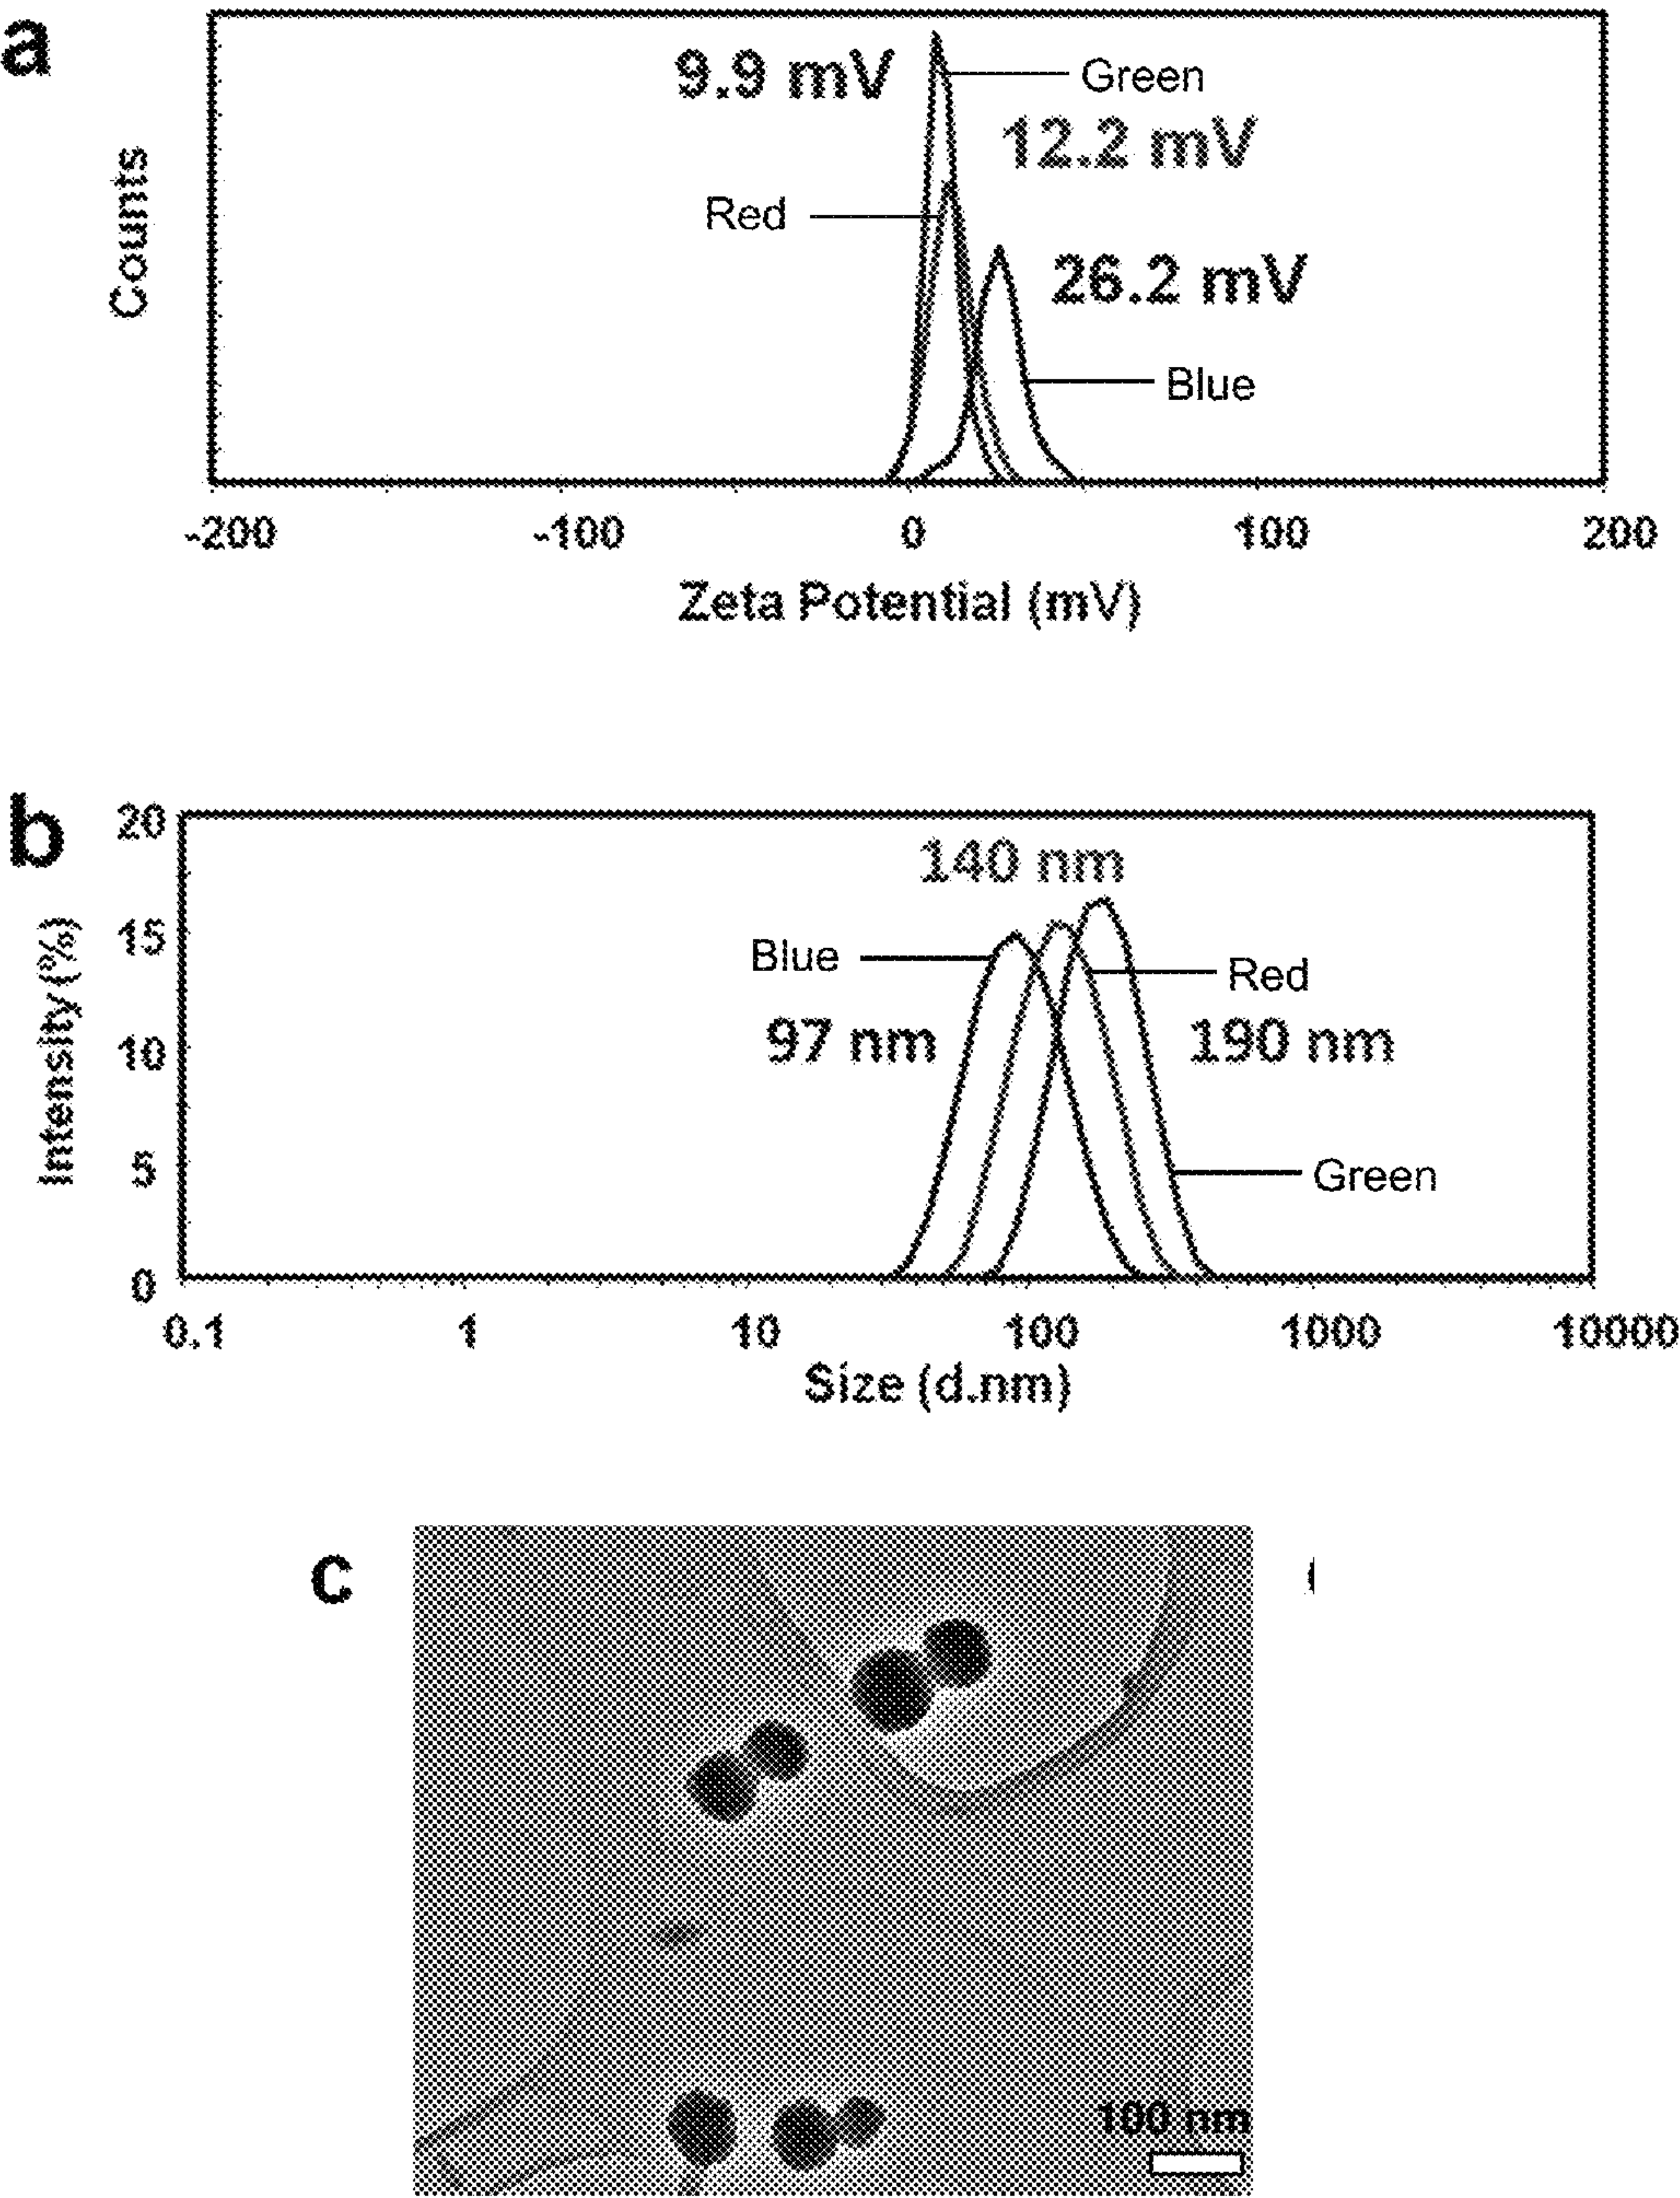 a
9.9 mV
Green
12.2 mV
Red
26.2 mV
Blue
Counts
-200 -100 0 100 200
Zeta Potential (mV)
b
20
15
10
5
0
Intensity (%)
140 nm
Blue
Red
97 nm
190 nm
Green
0.1 1 10 100 1000 10000
Size (d.nm)
c
100 nm